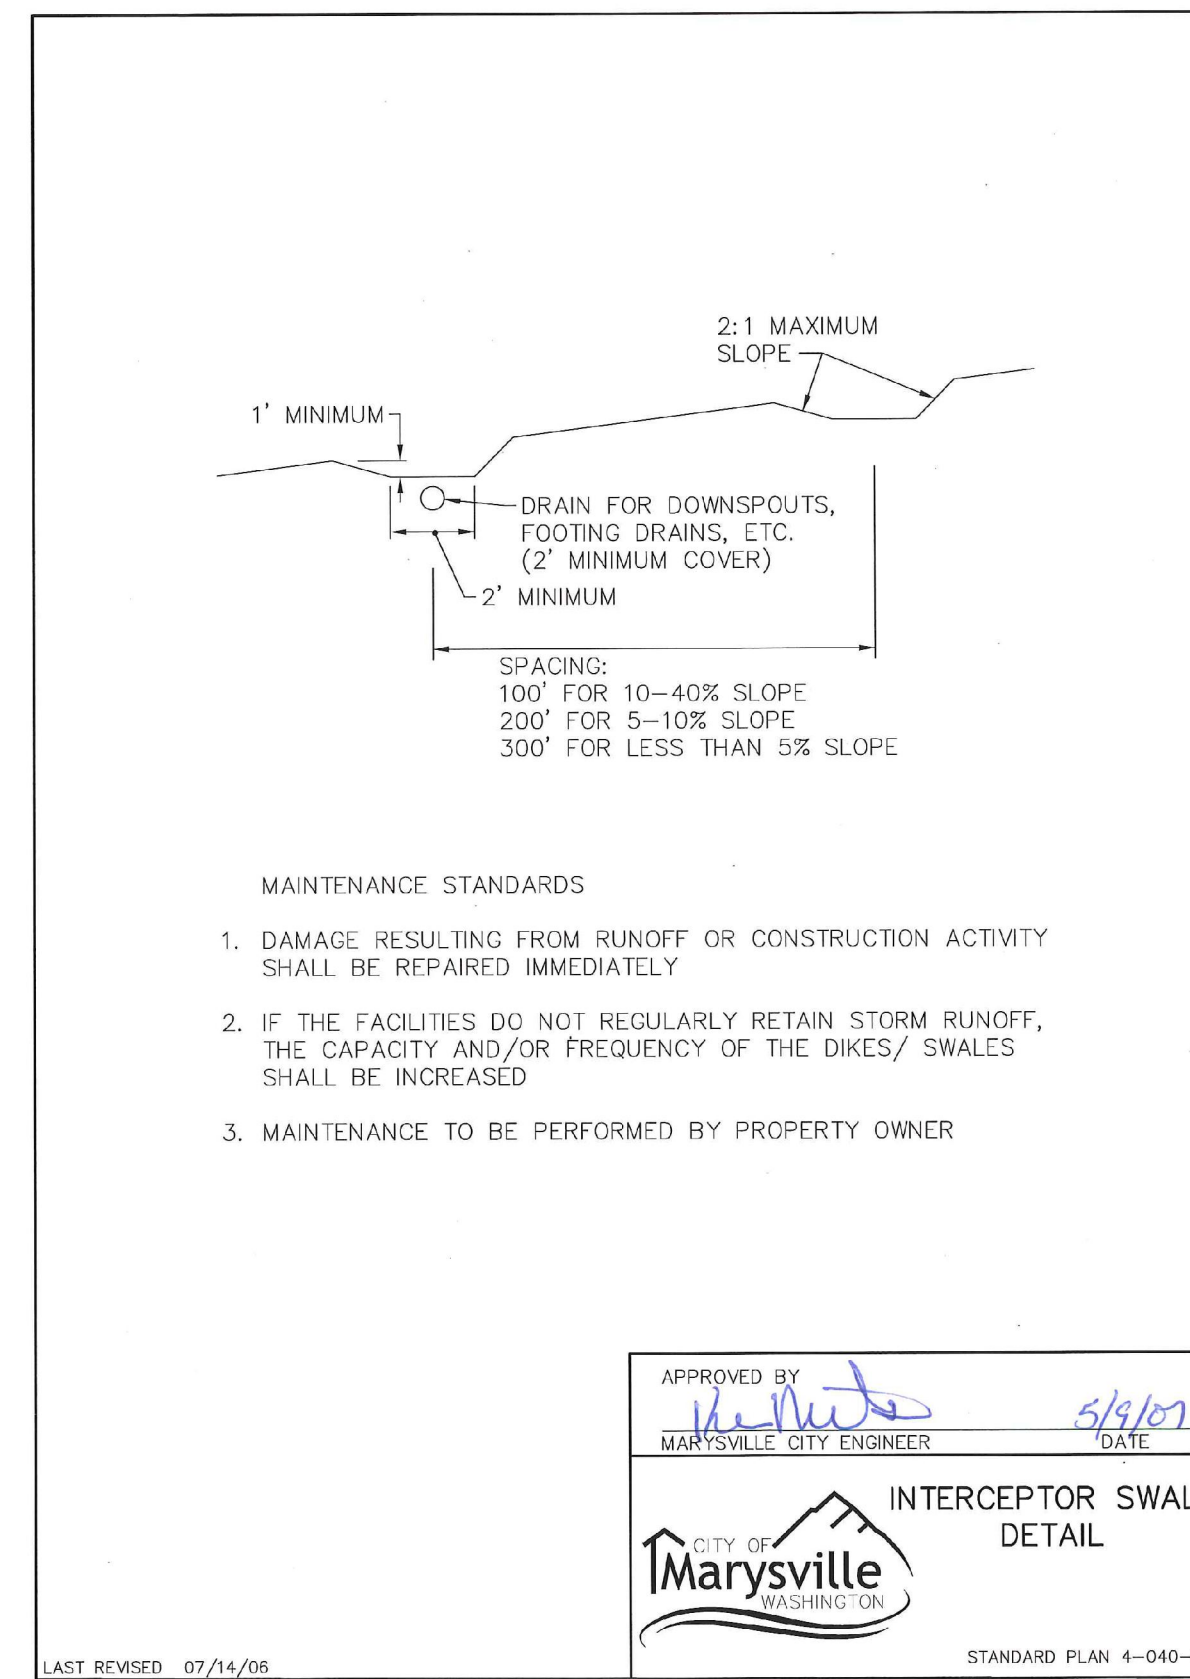 2:1 MAXIMUM
SLOPE
1' MINIMUM
DRAIN FOR DOWNSPOUTS,
FOOTING DRAINS, ETC.
(2' MINIMUM COVER)
2' MINIMUM
SPACING:
100' FOR 10-40% SLOPE
200' FOR 5-10% SLOPE
300' FOR LESS THAN 5% SLOPE
MAINTENANCE STANDARDS
1. DAMAGE RESULTING FROM RUNOFF OR CONSTRUCTION ACTIVITY
SHALL BE REPAIRED IMMEDIATELY
2. IF THE FACILITIES DO NOT REGULARLY RETAIN STORM RUNOFF,
THE CAPACITY AND/OR FREQUENCY OF THE DIKES/ SWALES
SHALL BE INCREASED
3. MAINTENANCE TO BE PERFORMED BY PROPERTY OWNER
APPROVED BY
5/9/07
MARYSVILLE CITY ENGINEER DATE
INTERCEPTOR SWAL
DETAIL
CITY OF
Marysville
WASHINGTON
STANDARD PLAN 4-040-
LAST REVISED 07/14/06